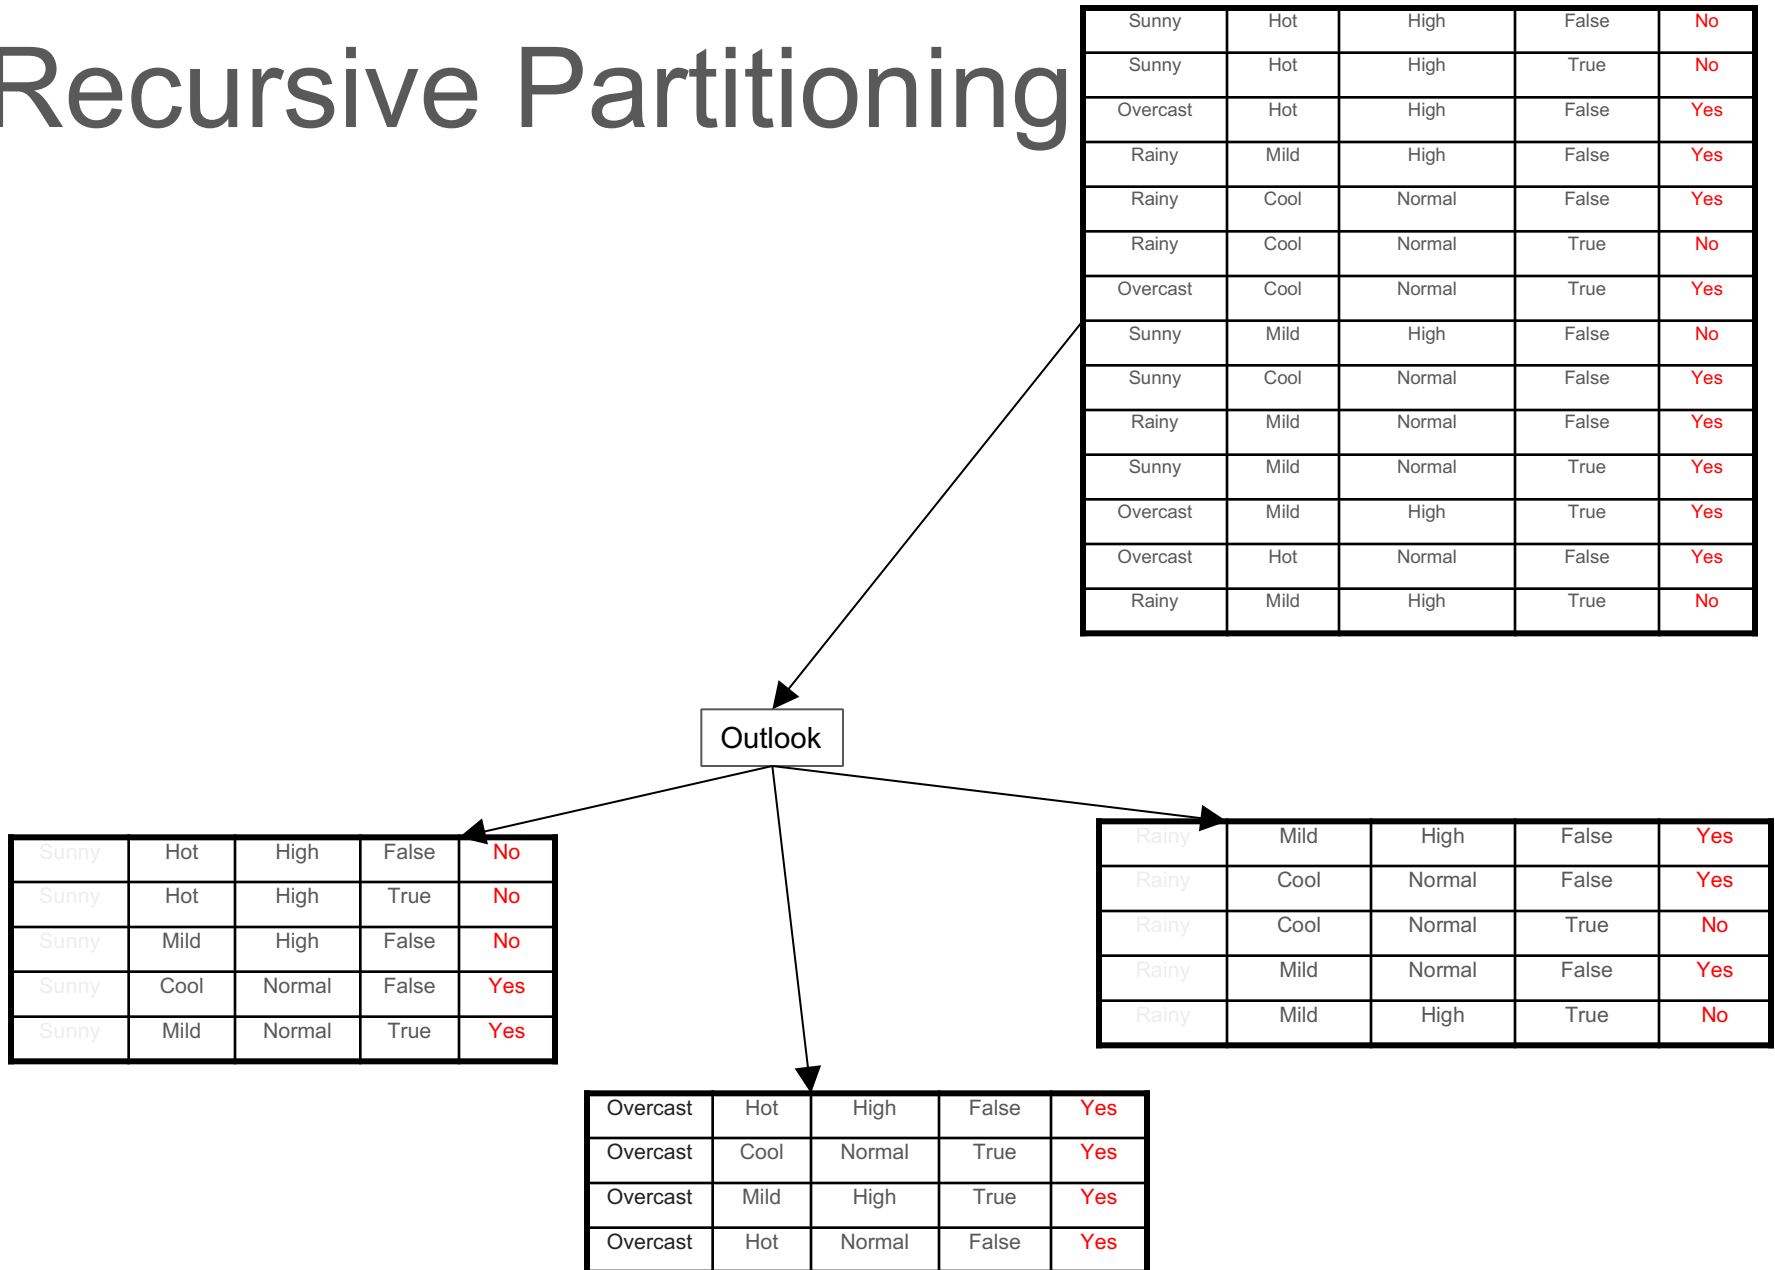 Recursive Partitioning
Sunny Hot High False No
Sunny Hot High True No
Overcast Hot High False Yes
Rainy Mild High False Yes
Rainy Cool Normal False Yes
Rainy Cool Normal True No
Overcast Cool Normal True Yes
Sunny Mild High False No
Sunny Cool Normal False Yes
Rainy Mild Normal False Yes
Sunny Mild Normal True Yes
Overcast Mild High True Yes
Overcast Hot Normal False Yes
Rainy Mild High True No
Outlook
Sunny Hot High False No
Sunny Hot High True No
Sunny Mild High False No
Sunny Cool Normal False Yes
Sunny Mild Normal True Yes
Rainy Mild High False Yes
Rainy Cool Normal False Yes
Rainy Cool Normal True No
Rainy Mild Normal False Yes
Rainy Mild High True No
Overcast Hot High False Yes
Overcast Cool Normal True Yes
Overcast Mild High True Yes
Overcast Hot Normal False Yes